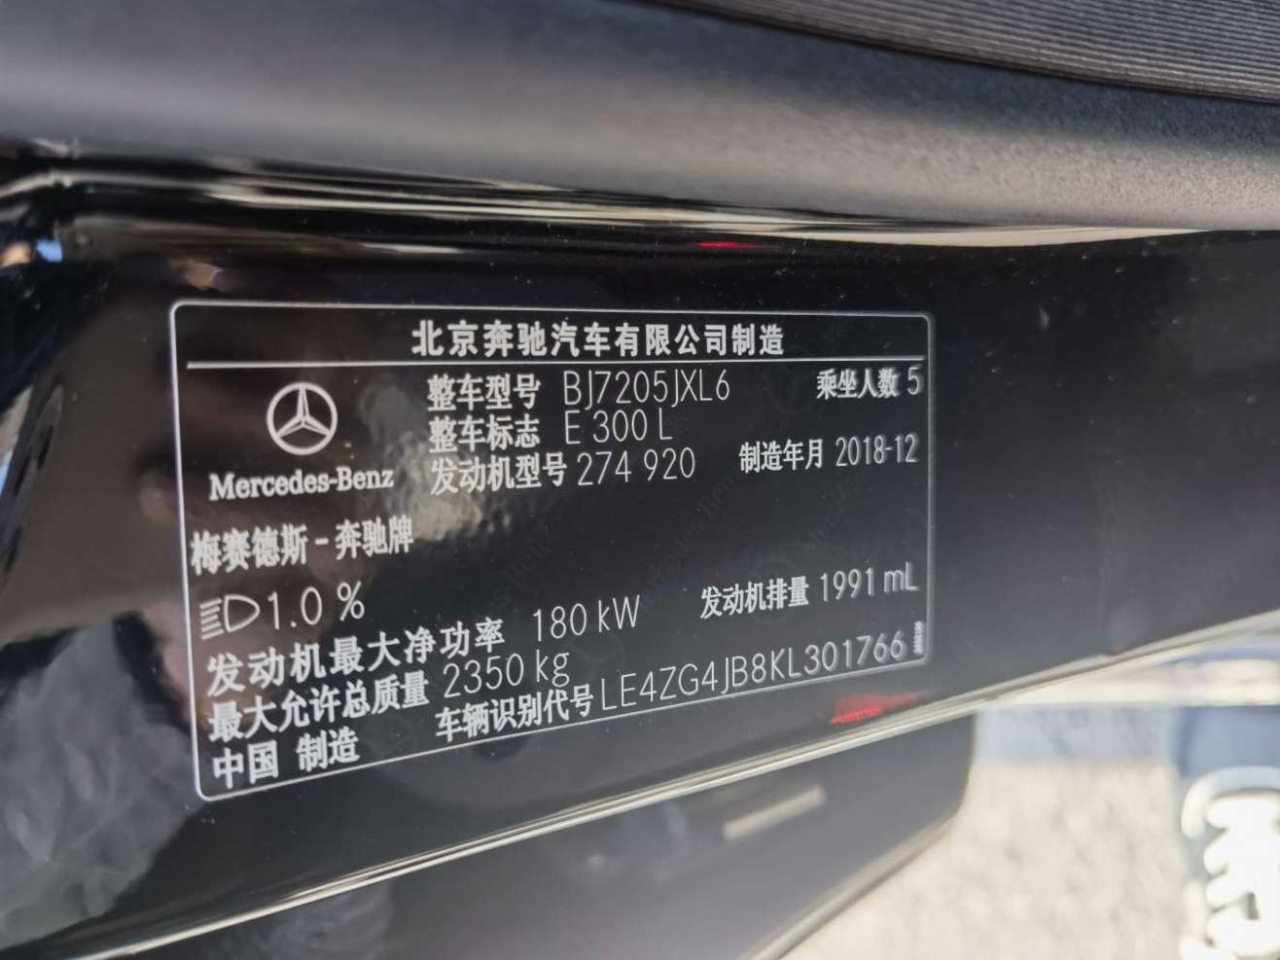 北京奔驰汽车有限公司制造
整车型号 BJ7205JXL6 乘坐人数 5
整车标志 E 300 L
发动机型号 274 920 制造年月 2018-12
Mercedes-Benz
梅赛德斯-奔驰牌
1.0 %
发动机最大净功率 180 kW 发动机排量 1991 mL
最大允许总质量 2350 kg
车辆识别代号 LE4ZG4JB8KL301766
中国 制造